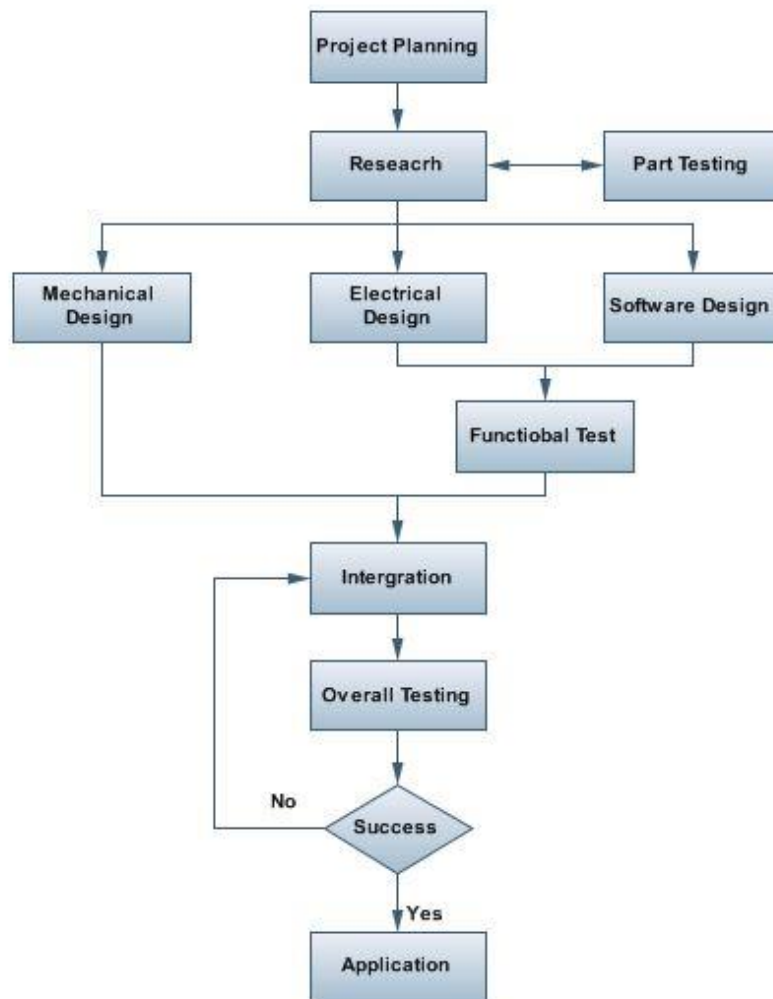 Project Planning
Reseacrh
Part Testing
Mechanical
Design
Electrical
Design
Software Design
Functiobal Test
Intergration
Overall Testing
No
Success
Yes
Application